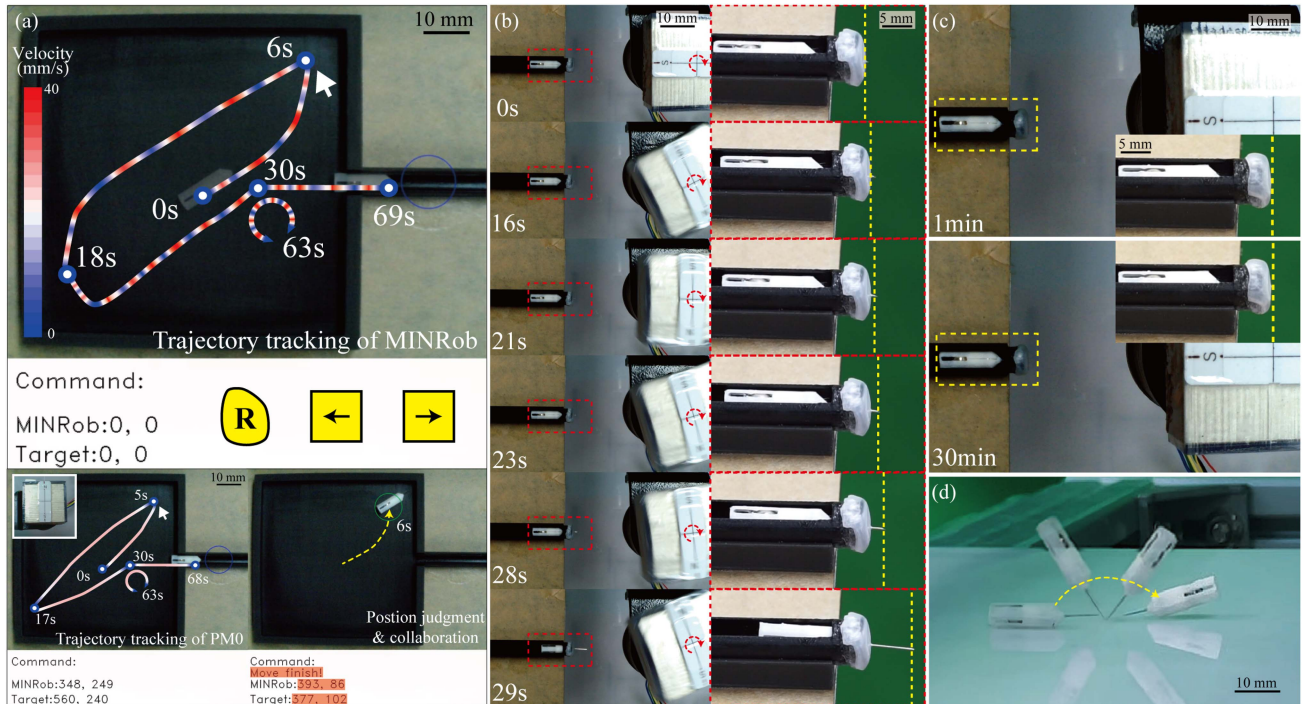 (a)
10 mm
Velocity
(mm/s)
40
0
6s
30s
0s
69s
63s
18s
Trajectory tracking of MINRob
Command:
MINRob:0, 0
Target:0, 0
R
← →
10 mm
5s
30s
0s
68s
63s
17s
Trajectory tracking of PM0
6s
Postion judgment
& collaboration
Command:
MINRob:348, 249
Target:560, 240
Command:
Move finish!
MINRob:393, 86
Target:377, 102
(b)
10 mm
5 mm
S
0s
16s
21s
23s
28s
29s
(c)
10 mm
S
5 mm
1min
S
30min
(d)
10 mm